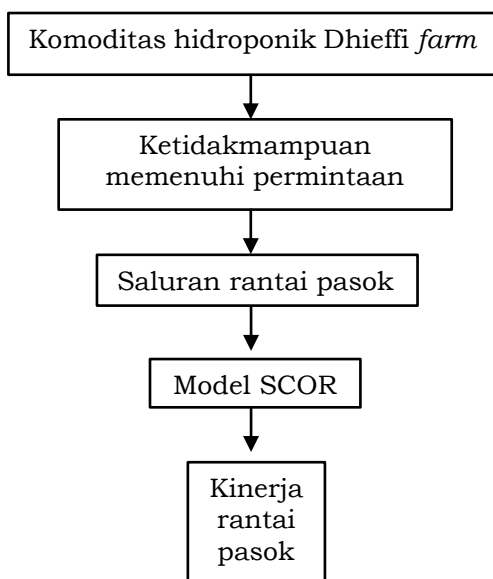 Komoditas hidroponik Dhieffi farm
Ketidakmampuan
memenuhi permintaan
Saluran rantai pasok
Model SCOR
Kinerja
rantai
pasok